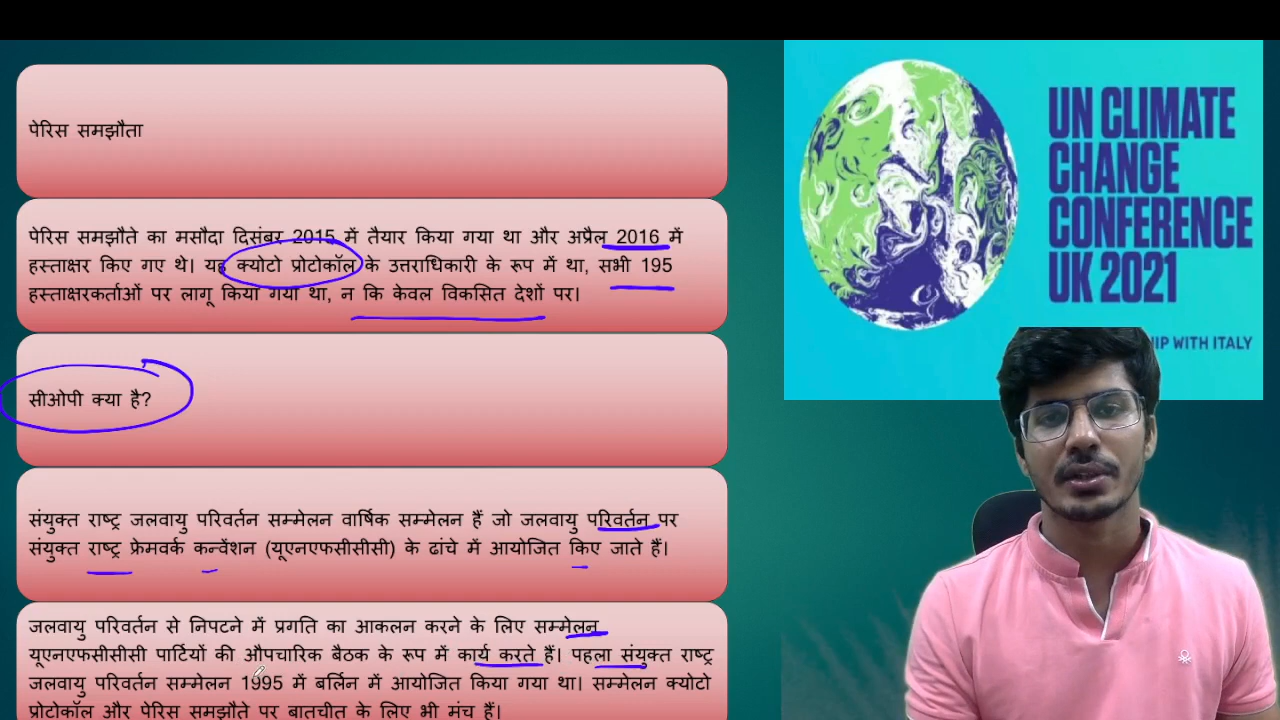 पेरिस समझौता
पेरिस समझौते का मसौदा दिसंबर 2015 में तैयार किया गया था और अप्रैल 2016 में
हस्ताक्षर किए गए थे। यह क्योटो प्रोटोकॉल के उत्तराधिकारी के रूप में था, सभी 195
हस्ताक्षरकर्ताओं पर लागू किया गया था, न कि केवल विकसित देशों पर।
सीओपी क्या है?
संयुक्त राष्ट्र जलवायु परिवर्तन सम्मेलन वार्षिक सम्मेलन हैं जो जलवायु परिवर्तन पर
संयुक्त राष्ट्र फ्रेमवर्क कन्वेंशन (यूएनएफसीसीसी) के ढांचे में आयोजित किए जाते हैं।
जलवायु परिवर्तन से निपटने में प्रगति का आकलन करने के लिए सम्मेलन
यूएनएफसीसीसी पार्टियों की औपचारिक बैठक के रूप में कार्य करते हैं। पहला संयुक्त राष्ट्र
जलवायु परिवर्तन सम्मेलन 1995 में बर्लिन में आयोजित किया गया था। सम्मेलन क्योटो
प्रोटोकॉल और पेरिस समझौते पर बातचीत के लिए भी मंच हैं।
UN CLIMATE
CHANGE
CONFERENCE
UK 2021
IP WITH ITALY